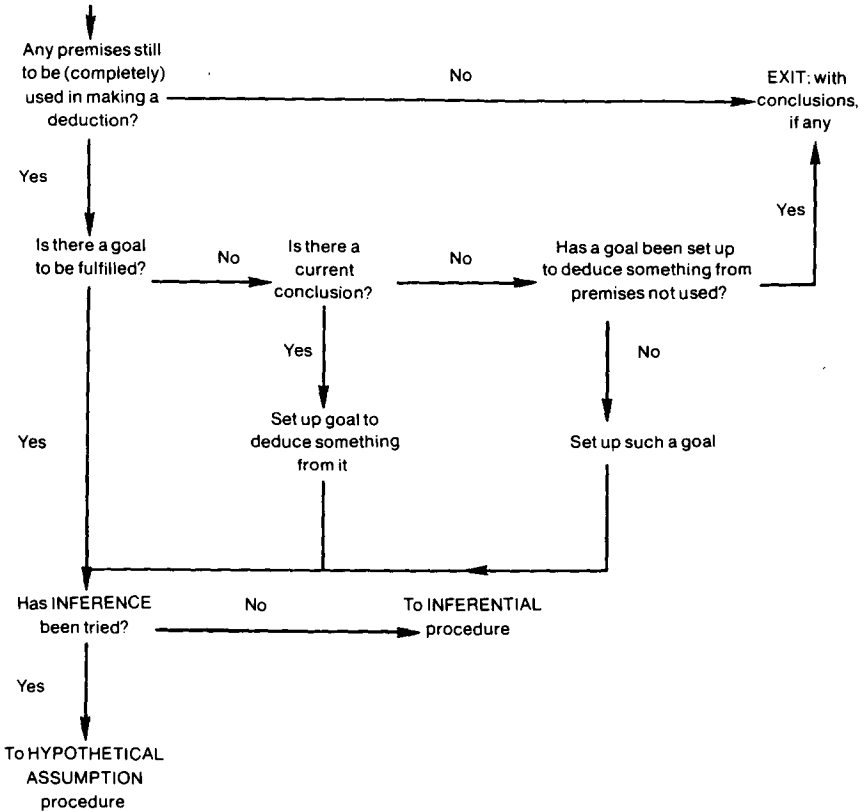 Any premises still
to be (completely)
used in making a
deduction?
No
EXIT: with
conclusions,
if any
Yes
Yes
Is there a goal
to be fulfilled?
No
Is there a
current
conclusion?
No
Has a goal been set up
to deduce something from
premises not used?
Yes
No
Yes
Set up goal to
deduce something
from it
Set up such a goal
Has INFERENCE
been tried?
No
To INFERENTIAL
procedure
Yes
To HYPOTHETICAL
ASSUMPTION
procedure